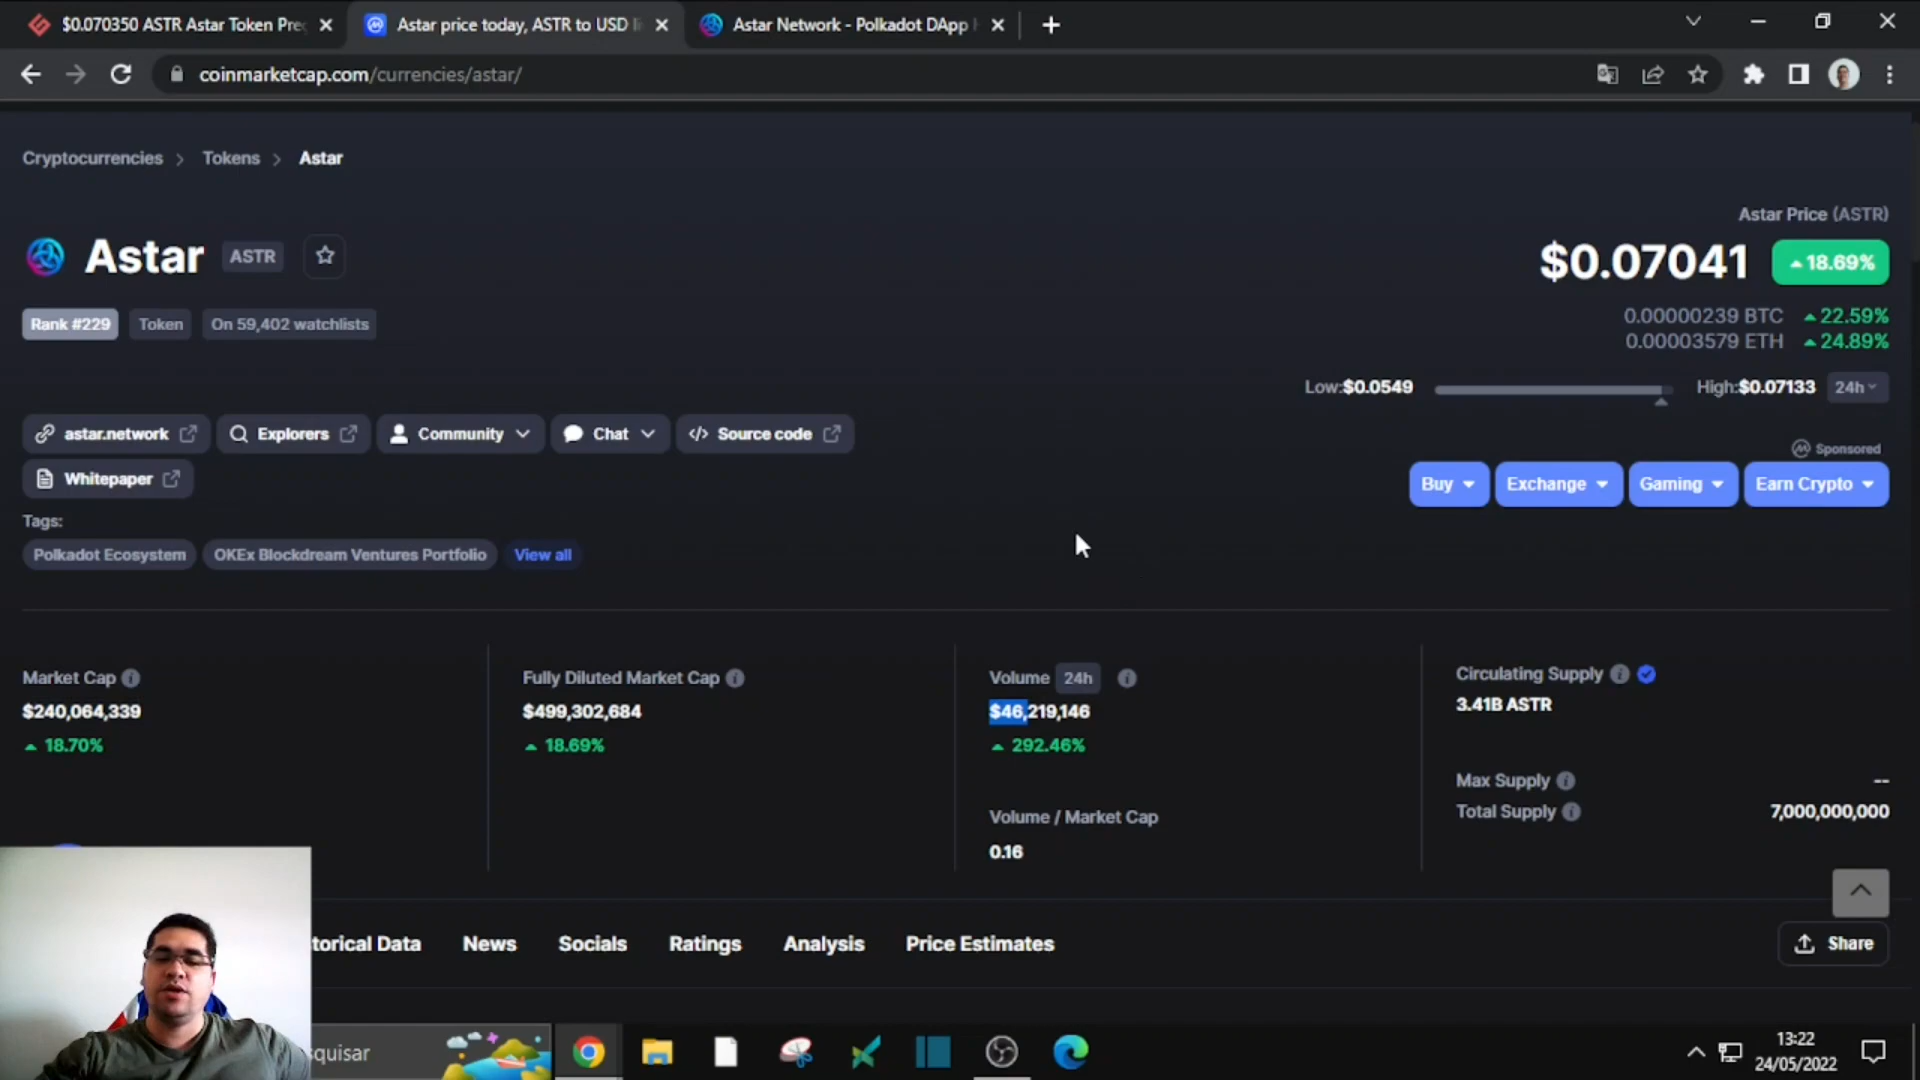 $0.070350 ASTR Astar Token Pre
Astar price today, ASTR to USD li
Astar Network - Polkadot DApp
coinmarketcap.com/currencies/astar/
Cryptocurrencies > Tokens > Astar
Astar Price (ASTR)
Astar ASTR
$0.07041 18.69%
Rank #229 Token On 59,402 watchlists
0.00000239 BTC 22.59%
0.00003579 ETH 24.89%
Low:$0.0549 High:$0.07133 24h
astar.network Explorers Community Chat Source code
Sponsored
Whitepaper
Buy Exchange Gaming Earn Crypto
Tags:
Polkadot Ecosystem OKEx Blockdream Ventures Portfolio View all
Market Cap
$240,064,339
18.70%
Fully Diluted Market Cap
$499,302,684
18.69%
Volume 24h
$46,219,146
292.46%
Volume / Market Cap
0.16
Circulating Supply
3.41B ASTR
Max Supply --
Total Supply 7,000,000,000
torical Data News Socials Ratings Analysis Price Estimates
Share
squisar
13:22
24/05/2022